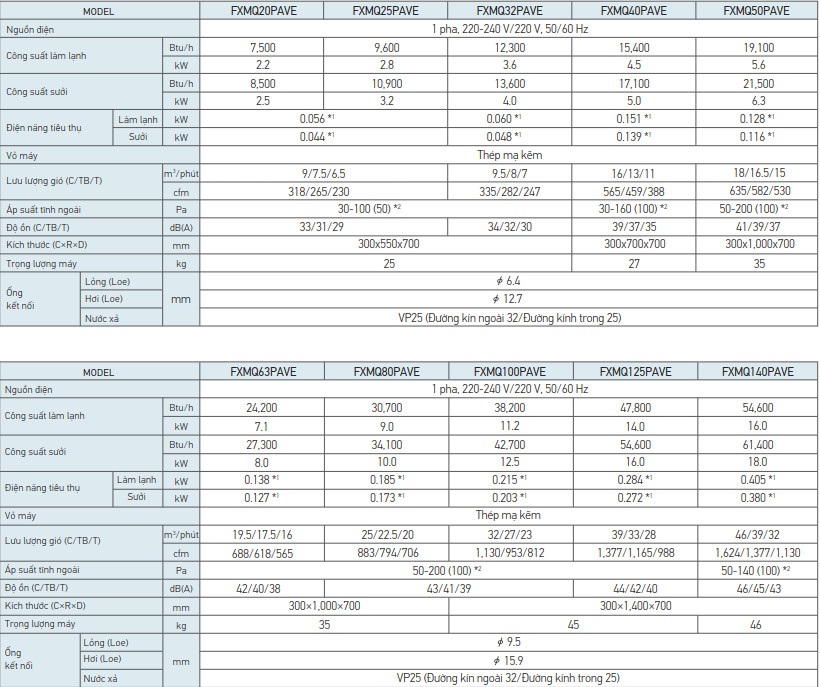 MODEL FXMQ20PAVE FXMQ25PAVE FXMQ32PAVE FXMQ40PAVE FXMQ50PAVE
Nguồn điện 1 pha, 220-240 V/220 V, 50/60 Hz
Công suất làm lạnh Btu/h 7,500 9,600 12,300 15,400 19,100
kW 2.2 2.8 3.6 4.5 5.6
Công suất sưởi Btu/h 8,500 10,900 13,600 17,100 21,500
kW 2.5 3.2 4.0 5.0 6.3
Điện năng tiêu thụ Làm lạnh kW 0.056 *1 0.060 *1 0.151 *1 0.128 *1
Sưởi kW 0.044 *1 0.048 *1 0.139 *1 0.116 *1
Vỏ máy Thép mạ kẽm
Lưu lượng gió (C/TB/T) m³/phút 9/7.5/6.5 9.5/8/7 16/13/11 18/16.5/15
cfm 318/265/230 335/282/247 565/459/388 635/582/530
Áp suất tĩnh ngoài Pa 30-100 (50) *2 30-160 (100) *2 50-200 (100) *2
Độ ồn (C/TB/T) dB(A) 33/31/29 34/32/30 39/37/35 41/39/37
Kích thước (C×R×D) mm 300x550x700 300x700x700 300x1,000x700
Trọng lượng máy kg 25 27 35
Ống kết nối Lỏng (Loe) mm ϕ 6.4
Hơi (Loe) ϕ 12.7
Nước xả VP25 (Đường kín ngoài 32/Đường kính trong 25)
MODEL FXMQ63PAVE FXMQ80PAVE FXMQ100PAVE FXMQ125PAVE FXMQ140PAVE
Nguồn điện 1 pha, 220-240 V/220 V, 50/60 Hz
Công suất làm lạnh Btu/h 24,200 30,700 38,200 47,800 54,600
kW 7.1 9.0 11.2 14.0 16.0
Công suất sưởi Btu/h 27,300 34,100 42,700 54,600 61,400
kW 8.0 10.0 12.5 16.0 18.0
Điện năng tiêu thụ Làm lạnh kW 0.138 *1 0.185 *1 0.215 *1 0.284 *1 0.405 *1
Sưởi kW 0.127 *1 0.173 *1 0.203 *1 0.272 *1 0.380 *1
Vỏ máy Thép mạ kẽm
Lưu lượng gió (C/TB/T) m³/phút 19.5/17.5/16 25/22.5/20 32/27/23 39/33/28 46/39/32
cfm 688/618/565 883/794/706 1,130/953/812 1,377/1,165/988 1,624/1,377/1,130
Áp suất tĩnh ngoài Pa 50-200 (100) *2 50-140 (100) *2
Độ ồn (C/TB/T) dB(A) 42/40/38 43/41/39 44/42/40 46/45/43
Kích thước (C×R×D) mm 300×1,000×700 300×1,400×700
Trọng lượng máy kg 35 45 46
Ống kết nối Lỏng (Loe) mm ϕ 9.5
Hơi (Loe) ϕ 15.9
Nước xả VP25 (Đường kín ngoài 32/Đường kính trong 25)